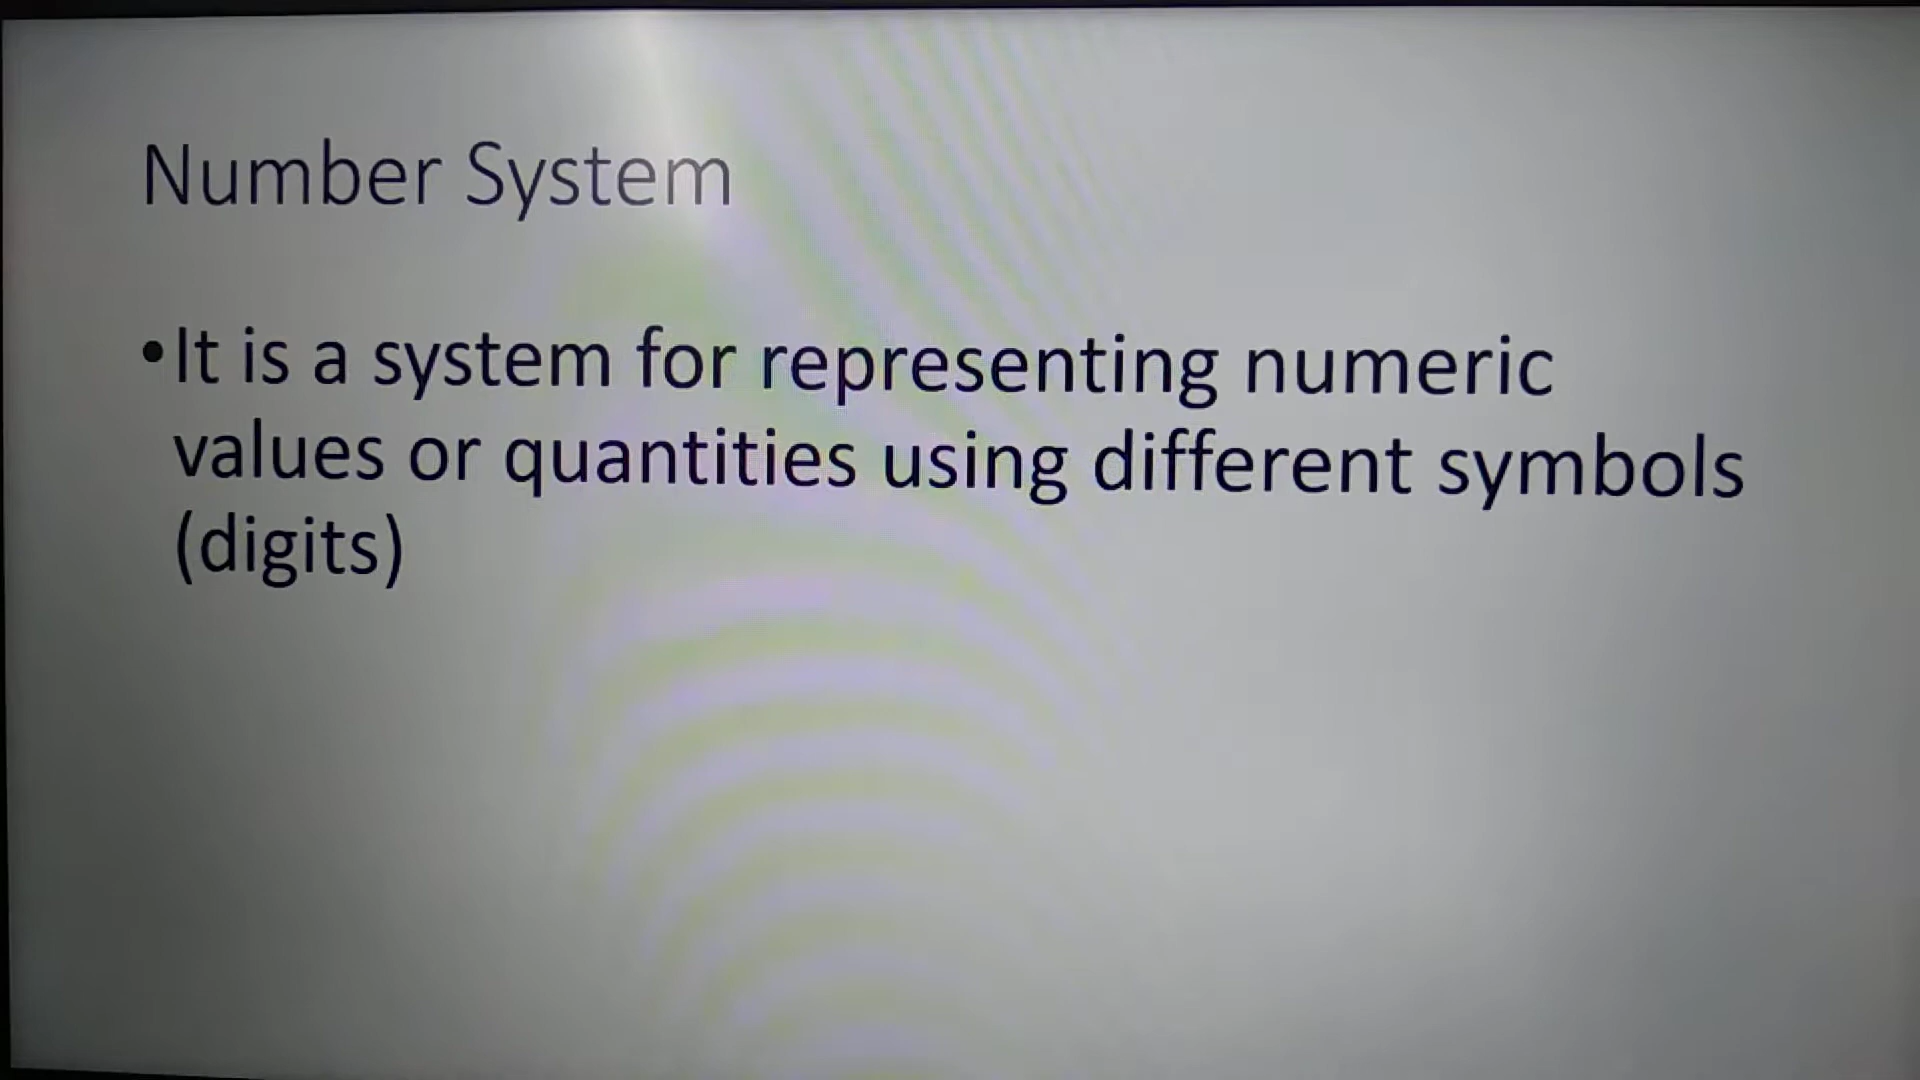 Number System
•It is a system for representing numeric
values or quantities using different symbols
(digits)